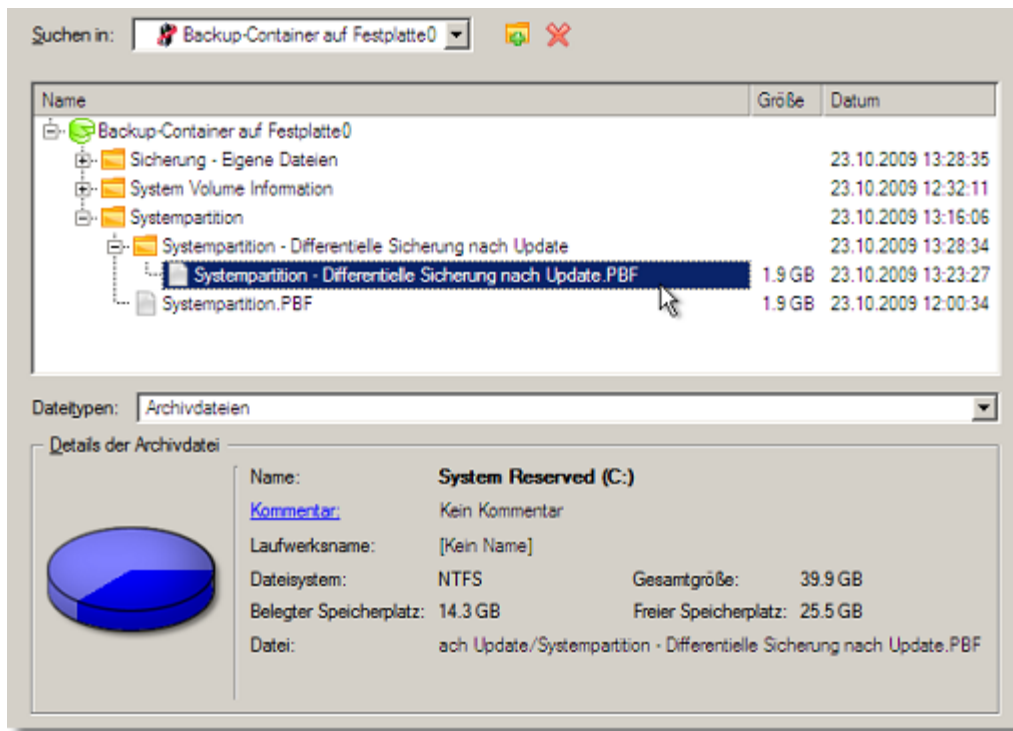 Suchen in: Backup-Container auf Festplatte0
Name Größe Datum
Backup-Container auf Festplatte0
Sicherung - Eigene Dateien 23.10.2009 13:28:35
System Volume Information 23.10.2009 12:32:11
Systempartition 23.10.2009 13:16:06
Systempartition - Differentielle Sicherung nach Update 23.10.2009 13:28:34
Systempartition - Differentielle Sicherung nach Update.PBF 1.9 GB 23.10.2009 13:23:27
Systempartition.PBF 1.9 GB 23.10.2009 12:00:34
Dateitypen: Archivdateien
Details der Archivdatei
Name: System Reserved (C:)
Kommentar: Kein Kommentar
Laufwerksname: [Kein Name]
Dateisystem: NTFS Gesamtgröße: 39.9 GB
Belegter Speicherplatz: 14.3 GB Freier Speicherplatz: 25.5 GB
Datei: ach Update/Systempartition - Differentielle Sicherung nach Update.PBF